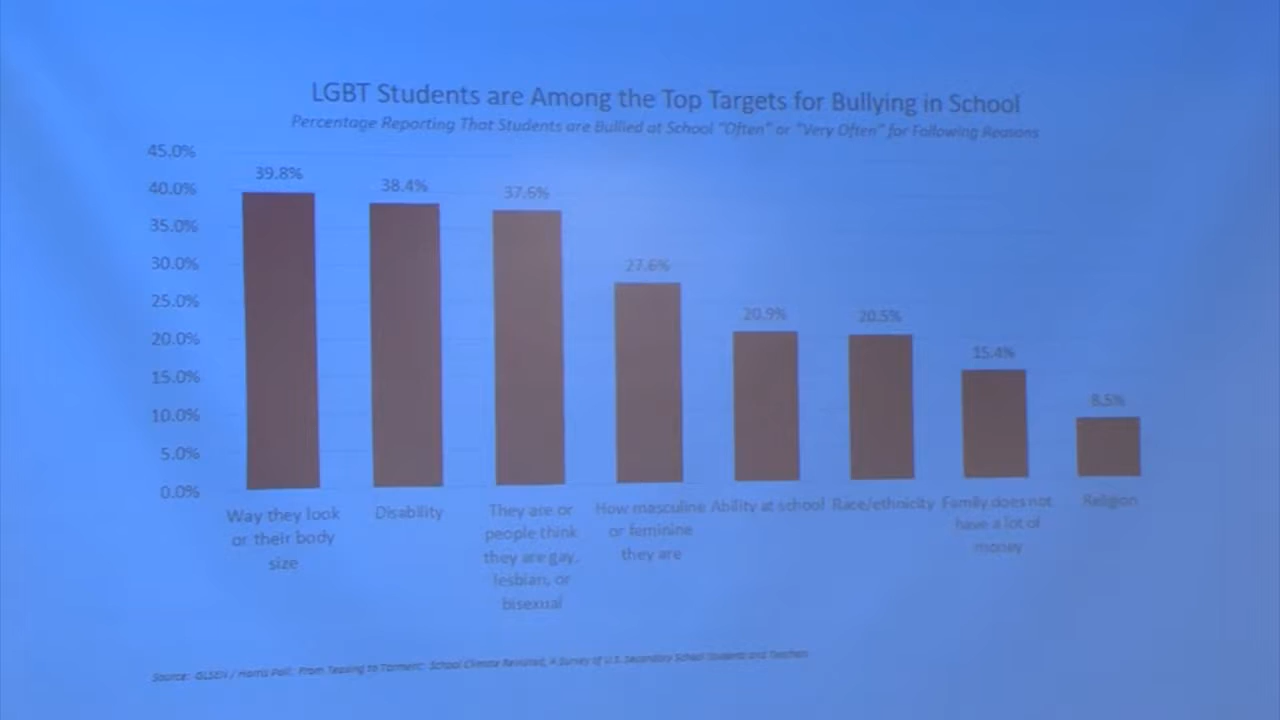 LGBT Students are Among the Top Targets for Bullying in School
Percentage Reporting That Students are Bullied at School "Often" or "Very Often" for Following Reasons
45.0%
40.0%
35.0%
30.0%
25.0%
20.0%
15.0%
10.0%
5.0%
0.0%
39.8%
38.4%
37.6%
27.6%
20.9%
20.5%
15.4%
8.5%
Way they look
or their body
size
Disability
They are or
people think
they are gay,
lesbian, or
bisexual
How masculine
or feminine
they are
Ability at school
Race/ethnicity
Family does not
have a lot of
money
Religion
Source: GLSEN / Harris Poll. From Teasing to Torment: School Climate Revisited, A Survey of U.S. Secondary School Students and Teachers